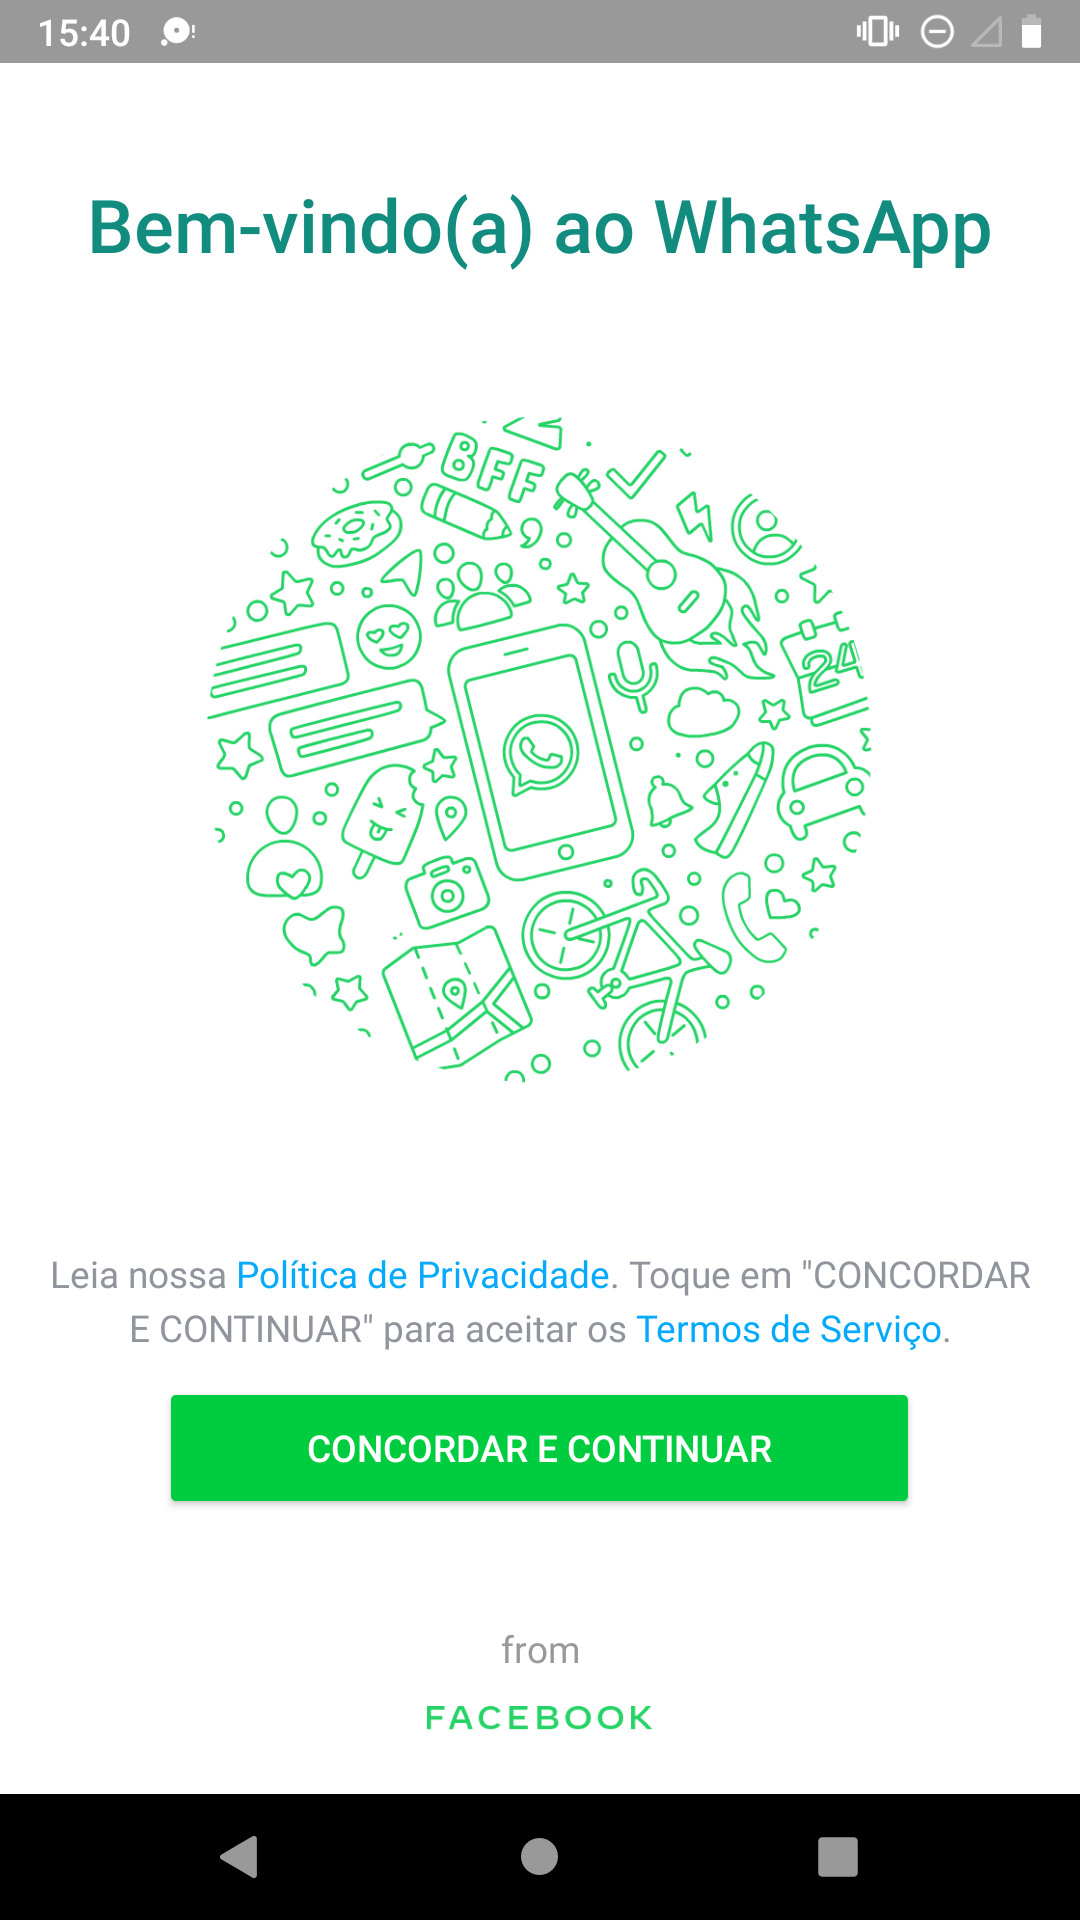 15:40
Bem-vindo(a) ao WhatsApp
BFF
24
Leia nossa Política de Privacidade. Toque em "CONCORDAR
E CONTINUAR" para aceitar os Termos de Serviço.
CONCORDAR E CONTINUAR
from
FACEBOOK